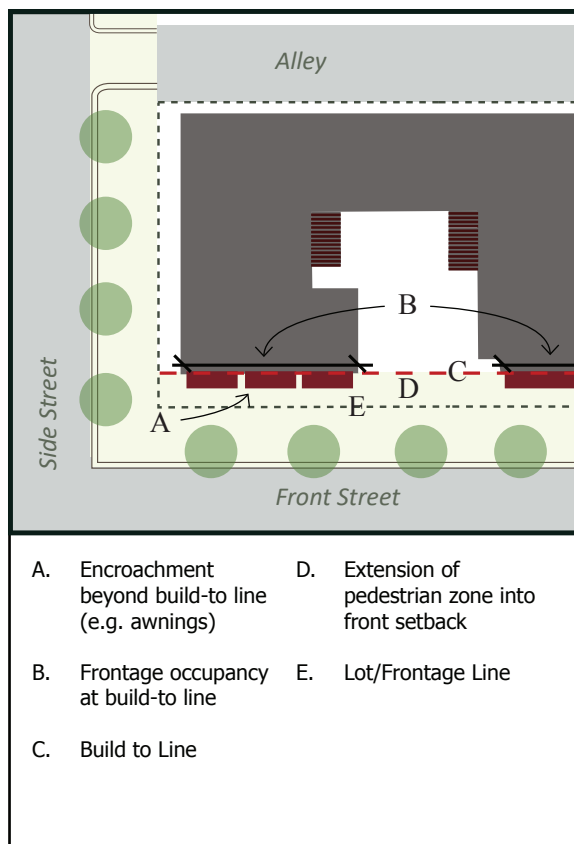 Alley
B
C
D
E
A
Side Street
Front Street
A. Encroachment
beyond build-to line
(e.g. awnings)
B. Frontage occupancy
at build-to line
C. Build to Line
D. Extension of
pedestrian zone into
front setback
E. Lot/Frontage Line